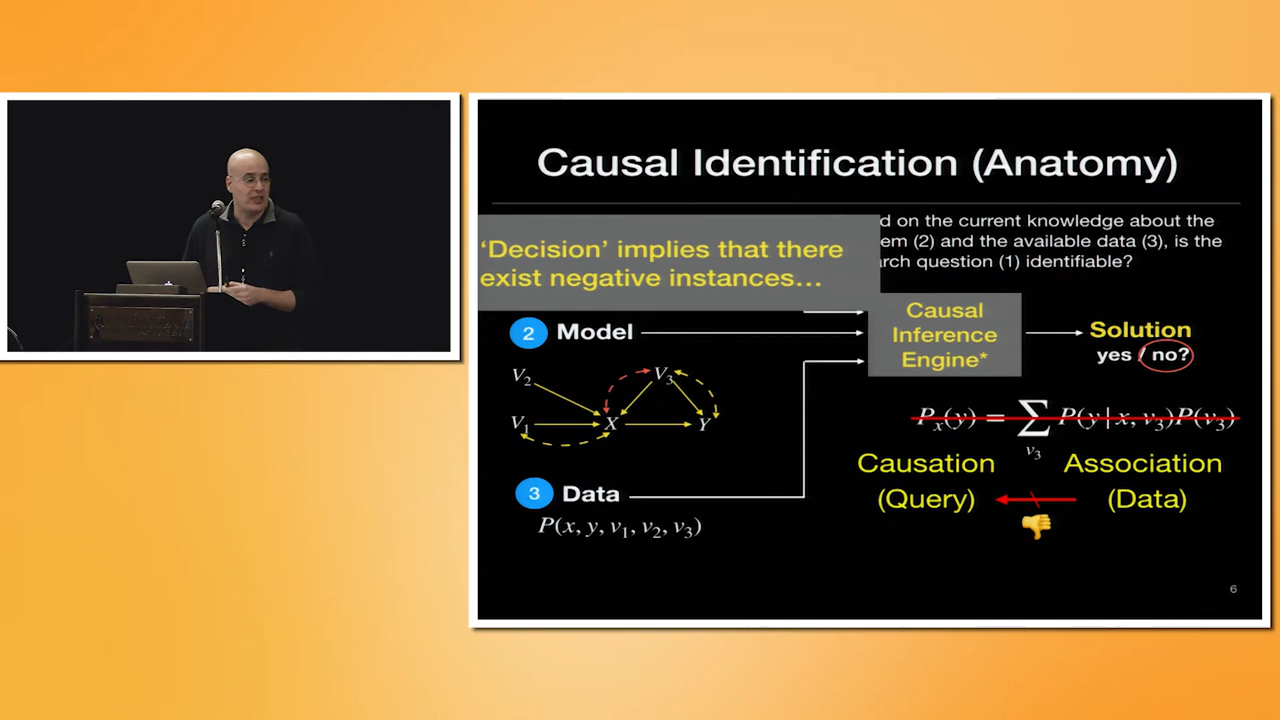 Causal Identification (Anatomy)
d on the current knowledge about the
em (2) and the available data (3), is the
arch question (1) identifiable?
‘Decision’ implies that there
exist negative instances…
Causal
Inference
Engine*
2 Model
Solution
yes / no?
V2
V3
V1
X
Y
Px(y) = ∑v3 P(y | x, v3)P(v3)
Causation
(Query)
Association
(Data)
3 Data
P(x, y, v1, v2, v3)
6